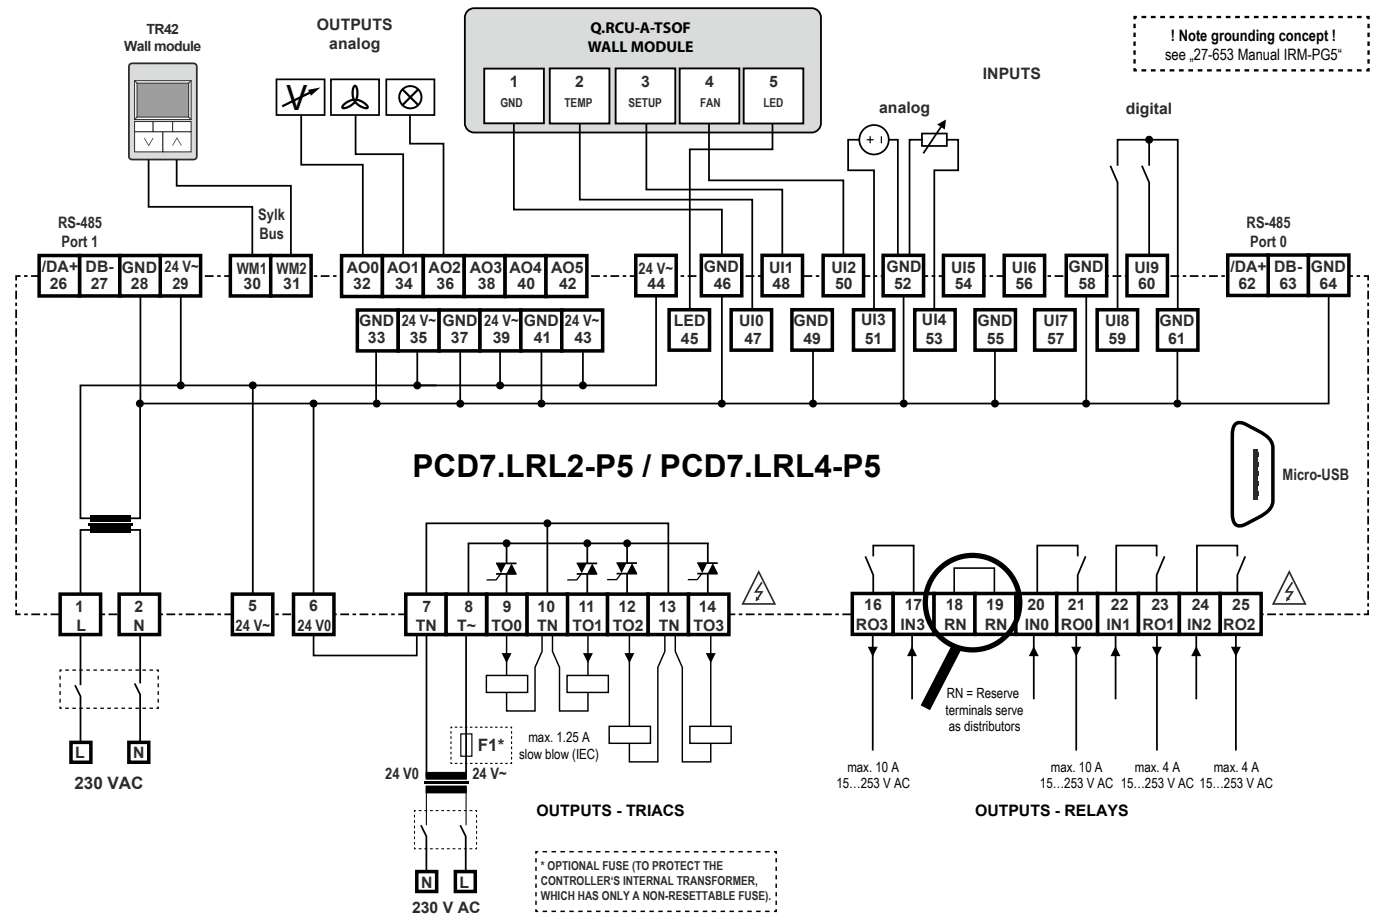 TR42
Wall module
OUTPUTS
analog
Q.RCU-A-TSOF
WALL MODULE
1
GND
2
TEMP
3
SETUP
4
FAN
5
LED
! Note grounding concept !
see „27-653 Manual IRM-PG5“
INPUTS
analog
digital
+ I
RS-485
Port 1
Sylk
Bus
RS-485
Port 0
/DA+
26
DB-
27
GND
28
24 V~
29
WM1
30
WM2
31
AO0
32
AO1
34
AO2
36
AO3
38
AO4
40
AO5
42
24 V~
44
GND
46
UI1
48
UI2
50
GND
52
UI5
54
UI6
56
GND
58
UI9
60
/DA+
62
DB-
63
GND
64
GND
33
24 V~
35
GND
37
24 V~
39
GND
41
24 V~
43
LED
45
UI0
47
GND
49
UI3
51
UI4
53
GND
55
UI7
57
UI8
59
GND
61
PCD7.LRL2-P5 / PCD7.LRL4-P5
Micro-USB
1
L
2
N
5
24 V~
6
24 V0
7
TN
8
T~
9
TO0
10
TN
11
TO1
12
TO2
13
TN
14
TO3
16
RO3
17
IN3
18
RN
19
RN
20
IN0
21
RO0
22
IN1
23
RO1
24
IN2
25
RO2
RN = Reserve
terminals serve
as distributors
L
N
230 VAC
F1*
max. 1.25 A
slow blow (IEC)
24 V0
24 V~
max. 10 A
15...253 V AC
max. 10 A
15...253 V AC
max. 4 A
15...253 V AC
max. 4 A
15...253 V AC
OUTPUTS - TRIACS
OUTPUTS - RELAYS
N
L
230 V AC
* OPTIONAL FUSE (TO PROTECT THE
CONTROLLER'S INTERNAL TRANSFORMER,
WHICH HAS ONLY A NON-RESETTABLE FUSE).